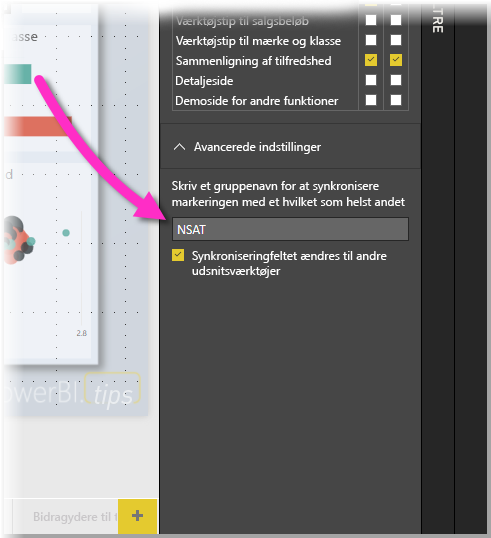 asse
Værktøjstip til salgsbeløb
Værktøjstip til mærke og klasse
Sammenligning af tilfredshed
Detaljeside
Demoside for andre funktioner
TRE
Avancerede indstillinger
d
Skriv et gruppenavn for at synkronisere
markeringen med et hvilket som helst andet
NSAT
Synkroniseringfeltet ændres til andre
udsnitsværktøjer
2.8
owerBI.tips
Bidragydere til t
+